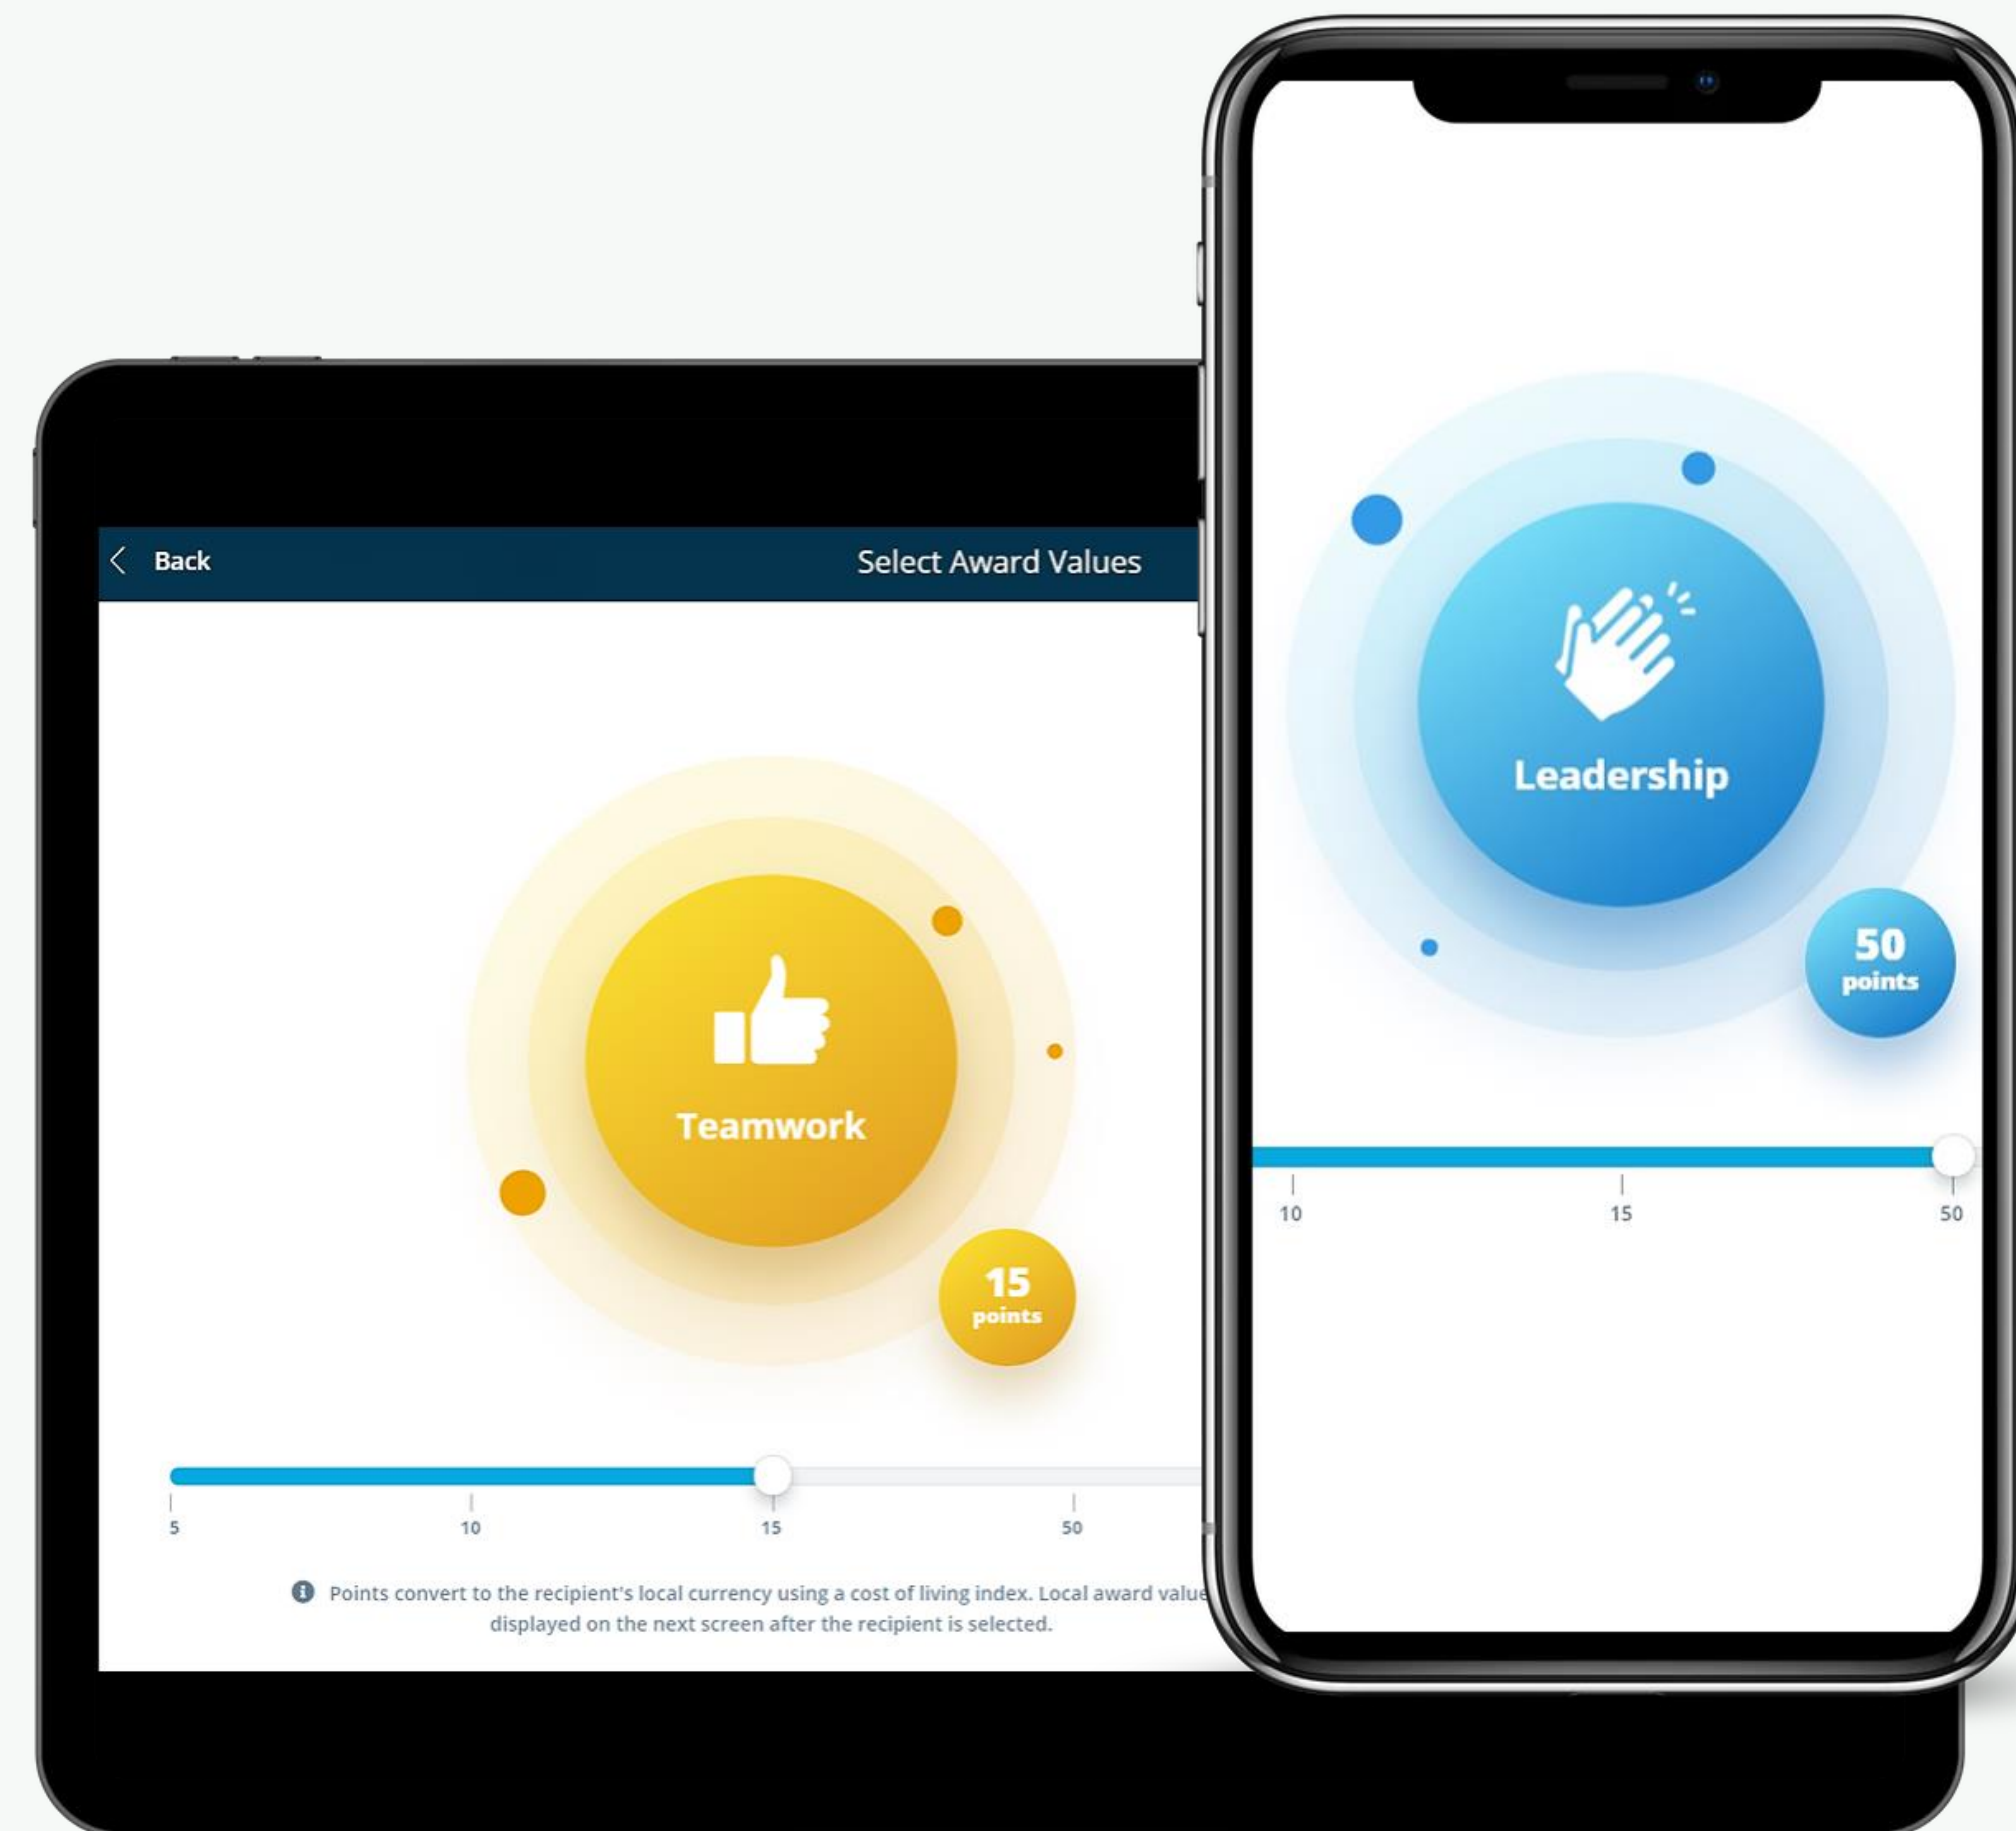 Back
Select Award Values
Teamwork
15
points
5 10 15 50
Points convert to the recipient's local currency using a cost of living index. Local award value
displayed on the next screen after the recipient is selected.
Leadership
50
points
10 15 50